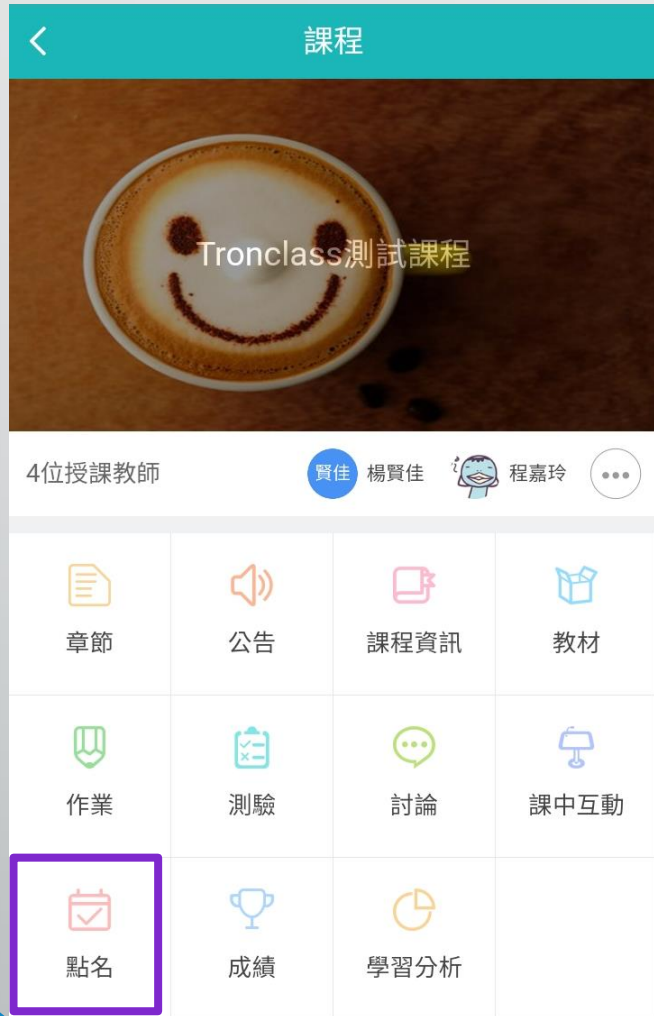 課程
Tronclass測試課程
4位授課教師 賢佳 楊賢佳 程嘉玲
章節 公告 課程資訊 教材
作業 測驗 討論 課中互動
點名 成績 學習分析